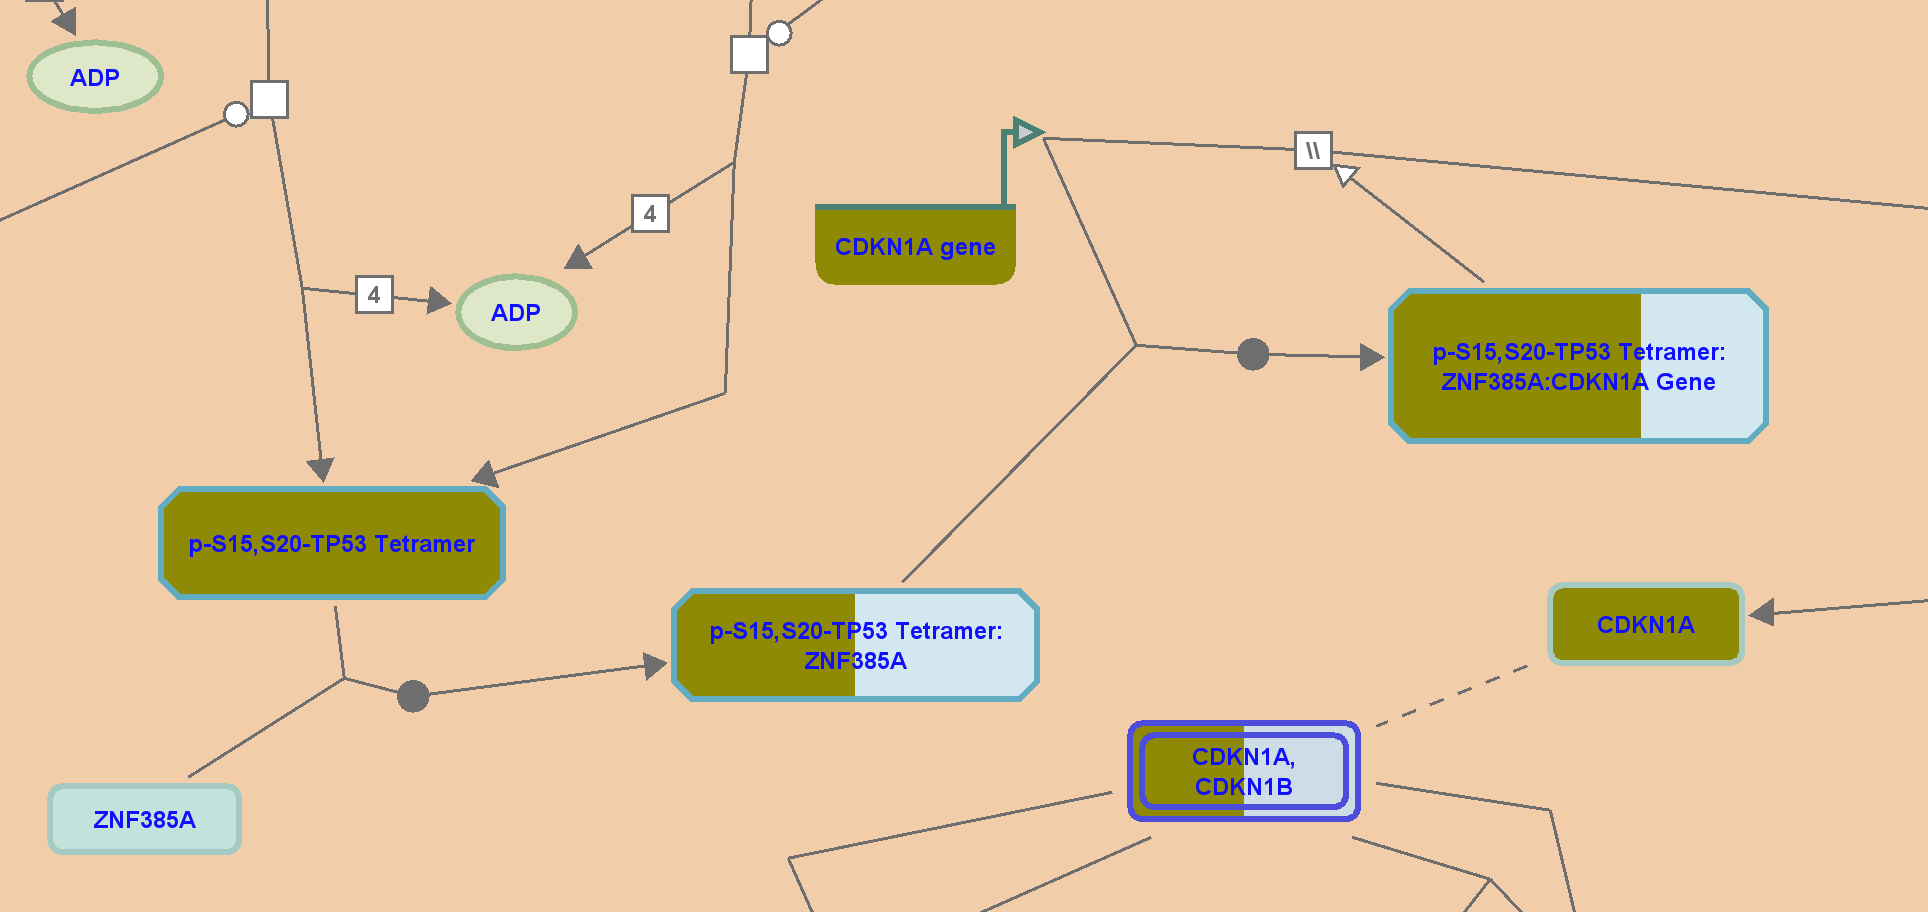 ADP
\\
4
CDKN1A gene
4
ADP
p-S15,S20-TP53 Tetramer:
ZNF385A:CDKN1A Gene
p-S15,S20-TP53 Tetramer
p-S15,S20-TP53 Tetramer:
ZNF385A
CDKN1A
CDKN1A,
CDKN1B
ZNF385A